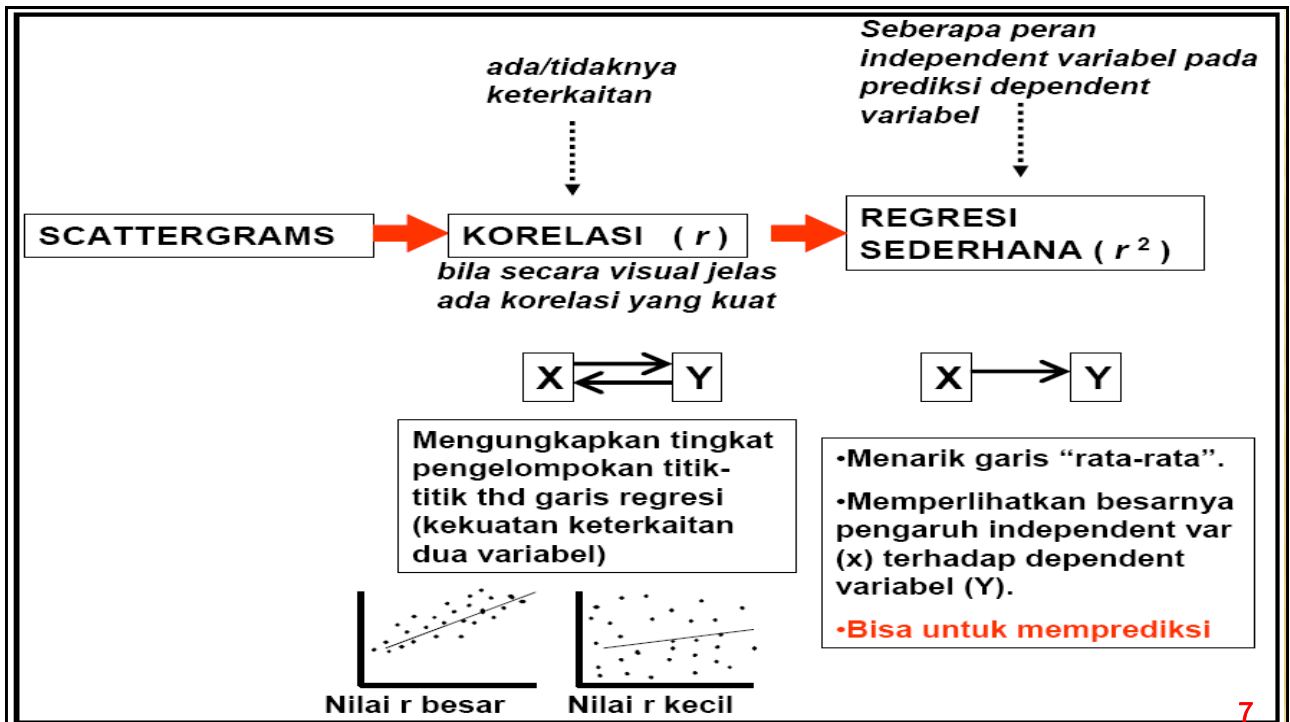 ada/tidaknya
keterkaitan
Seberapa peran
independent variabel pada
prediksi dependent
variabel
SCATTERGRAMS
KORELASI ( r )
bila secara visual jelas
ada korelasi yang kuat
REGRESI
SEDERHANA ( r ² )
X
Y
X
Y
Mengungkapkan tingkat
pengelompokan titik-
titik thd garis regresi
(kekuatan keterkaitan
dua variabel)
•Menarik garis “rata-rata”.
•Memperlihatkan besarnya
pengaruh independent var
(x) terhadap dependent
variabel (Y).
•Bisa untuk memprediksi
Nilai r besar
Nilai r kecil
7